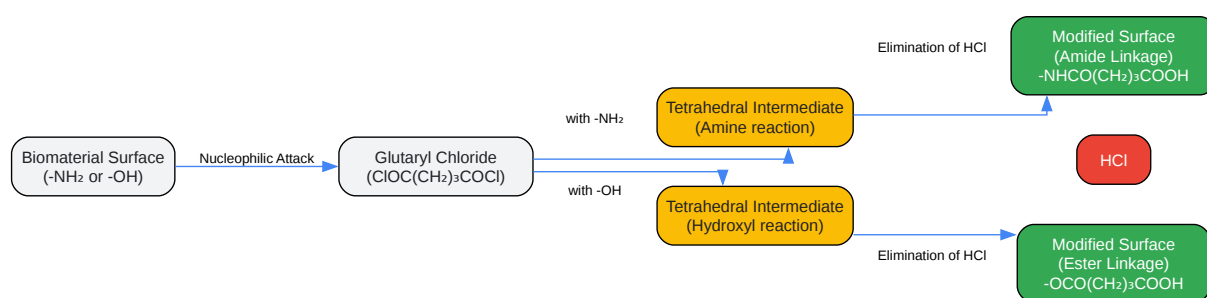 Biomaterial Surface
(-NH₂ or -OH)
Nucleophilic Attack
Glutaryl Chloride
(ClOC(CH₂)₃COCl)
with -NH₂
with -OH
Tetrahedral Intermediate
(Amine reaction)
Tetrahedral Intermediate
(Hydroxyl reaction)
Elimination of HCl
Elimination of HCl
Modified Surface
(Amide Linkage)
-NHCO(CH₂)₃COOH
HCl
Modified Surface
(Ester Linkage)
-OCO(CH₂)₃COOH